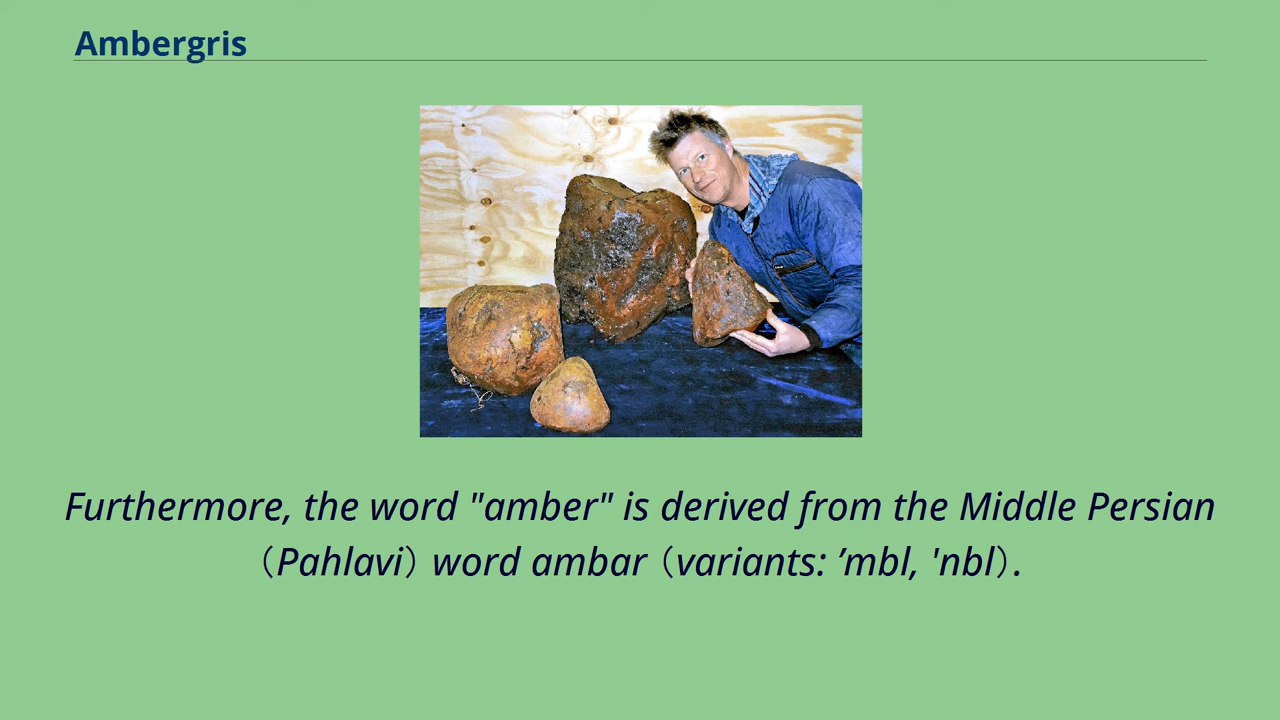 Ambergris
Furthermore, the word "amber" is derived from the Middle Persian
（Pahlavi） word ambar （variants: ’mbl, 'nbl）.